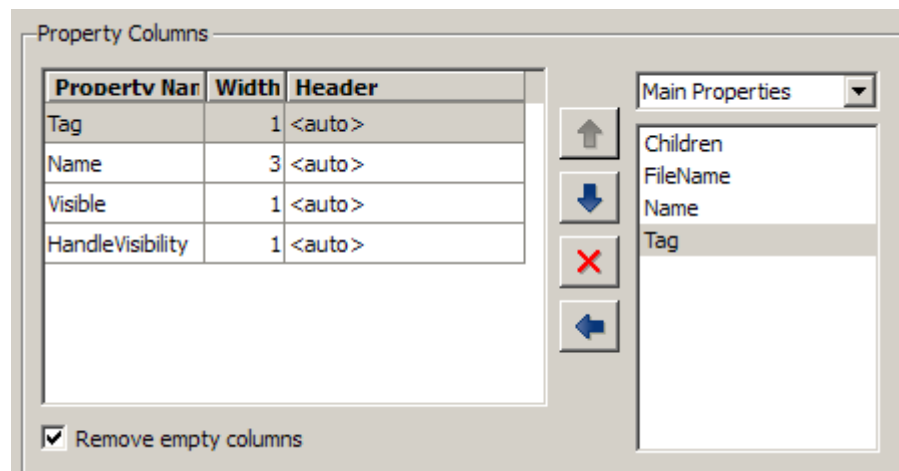 Property Columns
Property Nar Width Header
Tag 1 <auto>
Name 3 <auto>
Visible 1 <auto>
HandleVisibility 1 <auto>
Remove empty columns
Main Properties
Children
FileName
Name
Tag